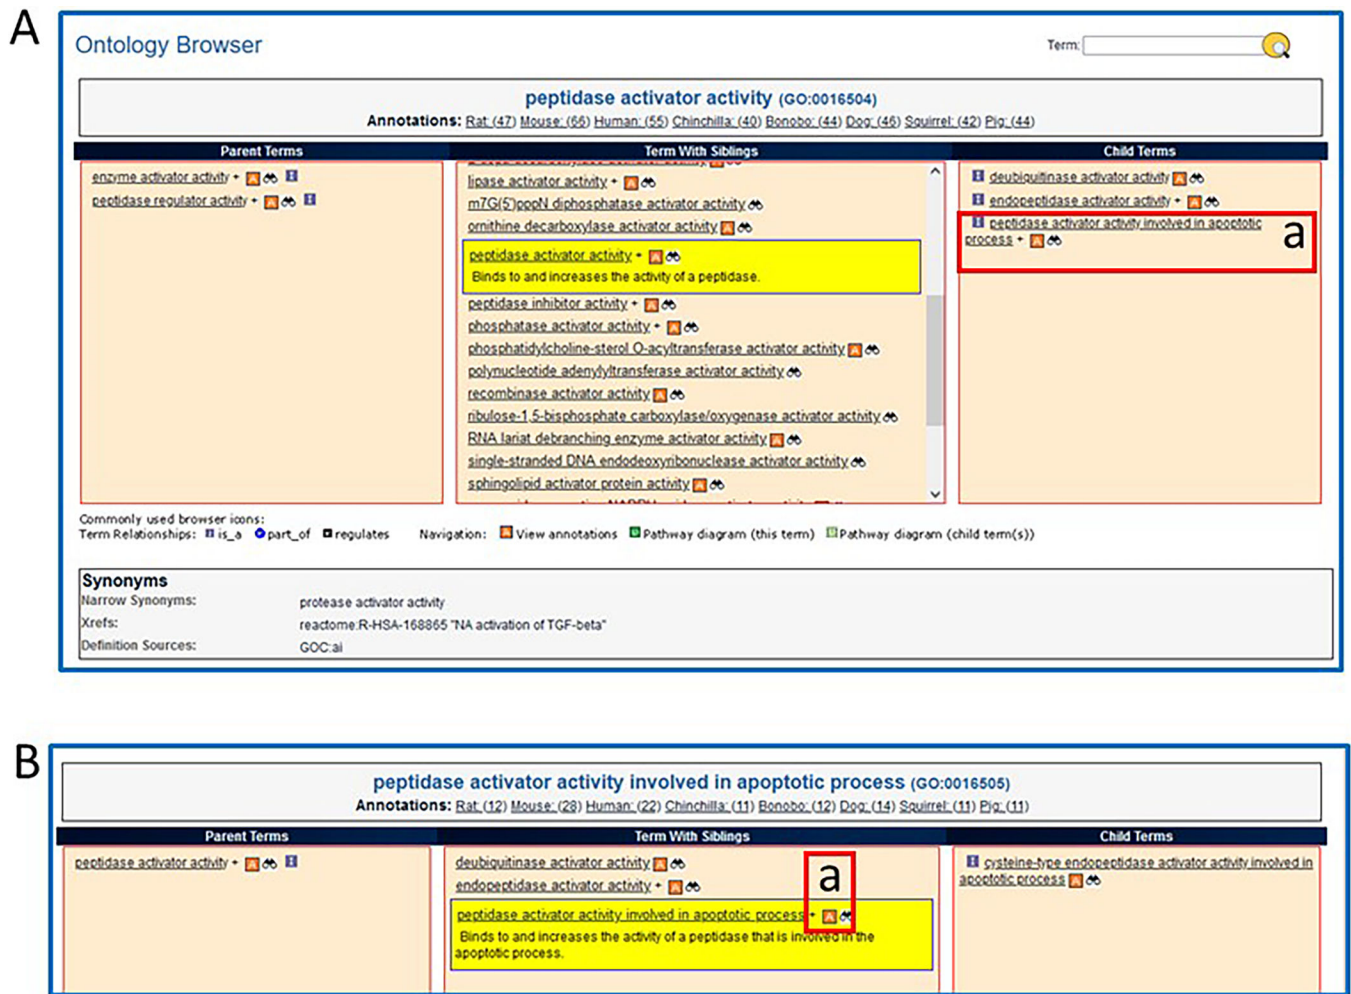 A
Ontology Browser
Term:
peptidase activator activity (GO:0016504)
Annotations: Rat: (47) Mouse: (66) Human: (55) Chinchilla: (40) Bonobo: (44) Dog: (46) Squirrel: (42) Pig: (44)
Parent Terms
enzyme activator activity + A I
peptidase regulator activity + A I
Term With Siblings
lipase activator activity + A
m7G(5')pppN diphosphatase activator activity
ornithine decarboxylase activator activity A
peptidase activator activity + A
Binds to and increases the activity of a peptidase.
peptidase inhibitor activity + A
phosphatase activator activity + A
phosphatidylcholine-sterol O-acyltransferase activator activity A
polynucleotide adenylyltransferase activator activity
recombinase activator activity A
ribulose-1,5-bisphosphate carboxylase/oxygenase activator activity
RNA lariat debranching enzyme activator activity A
single-stranded DNA endodeoxyribonuclease activator activity
sphingolipid activator protein activity A
Child Terms
I deubiquitinase activator activity A
I endopeptidase activator activity + A
I peptidase activator activity involved in apoptotic
process + A
a
Commonly used browser icons:
Term Relationships: is_a part_of regulates Navigation: View annotations Pathway diagram (this term) Pathway diagram (child term(s))
Synonyms
Narrow Synonyms: protease activator activity
Xrefs: reactome:R-HSA-168865 "NA activation of TGF-beta"
Definition Sources: GOC:ai
B
peptidase activator activity involved in apoptotic process (GO:0016505)
Annotations: Rat: (12) Mouse: (28) Human: (22) Chinchilla: (11) Bonobo: (12) Dog: (14) Squirrel: (11) Pig: (11)
Parent Terms
peptidase activator activity + A I
Term With Siblings
deubiquitinase activator activity A
endopeptidase activator activity + A
a
peptidase activator activity involved in apoptotic process + A
Binds to and increases the activity of a peptidase that is involved in the
apoptotic process.
Child Terms
I cysteine-type endopeptidase activator activity involved in
apoptotic process A